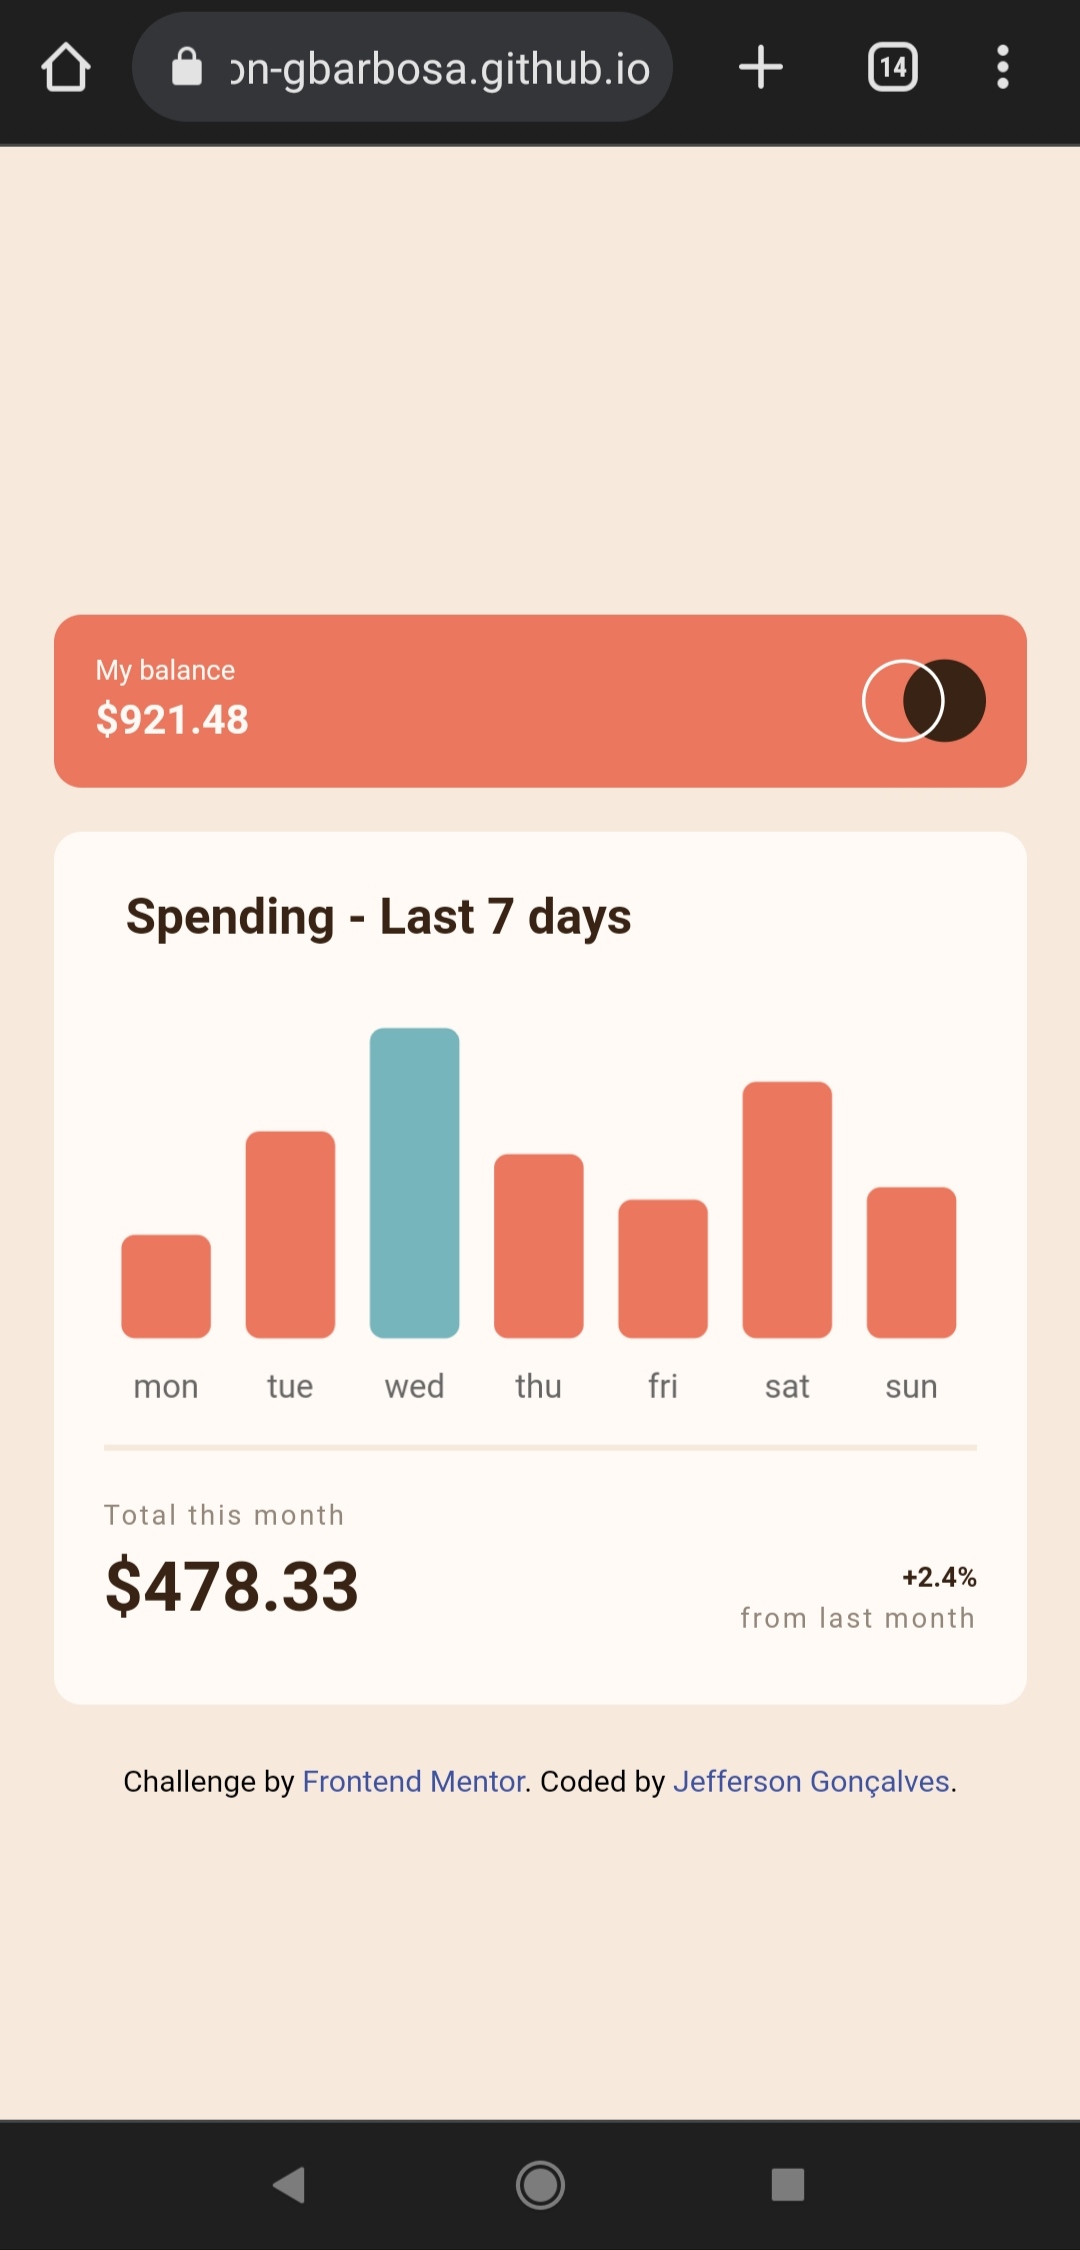 on-gbarbosa.github.io
14
My balance
$921.48
Spending - Last 7 days
mon tue wed thu fri sat sun
Total this month
$478.33
+2.4%
from last month
Challenge by Frontend Mentor. Coded by Jefferson Gonçalves.